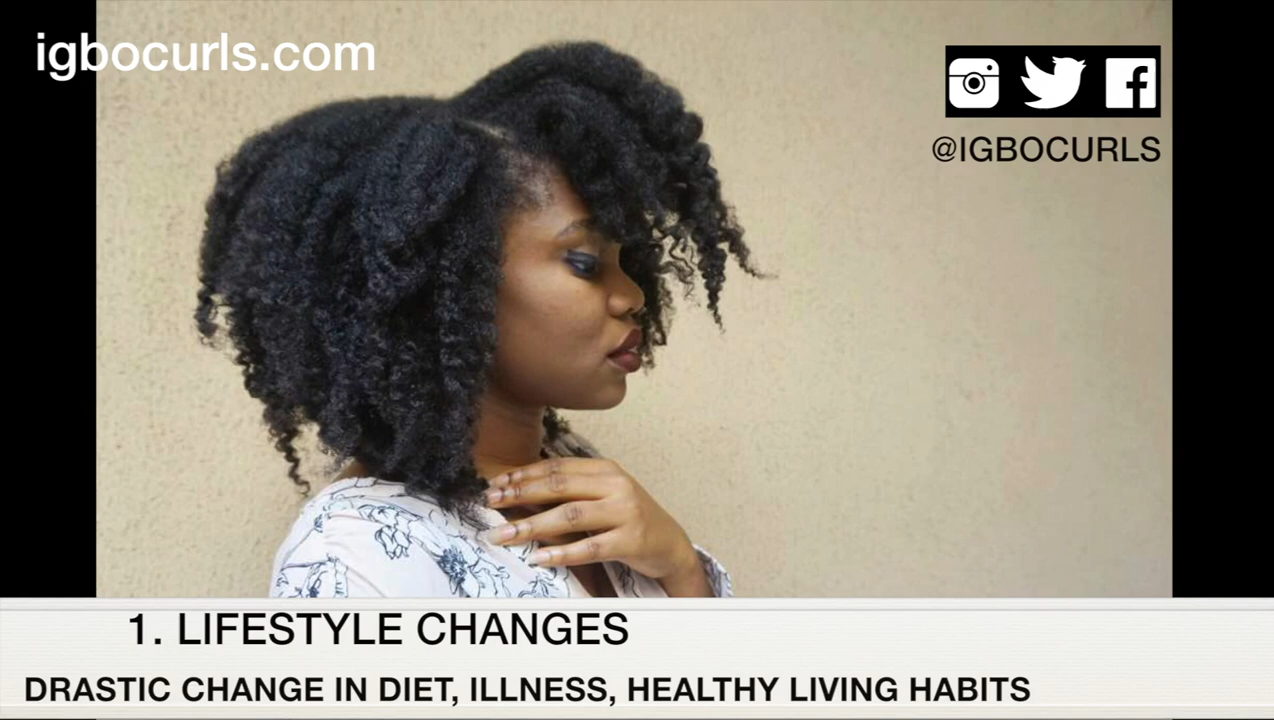 igbocurls.com
@IGBOCURLS
1. LIFESTYLE CHANGES
DRASTIC CHANGE IN DIET, ILLNESS, HEALTHY LIVING HABITS